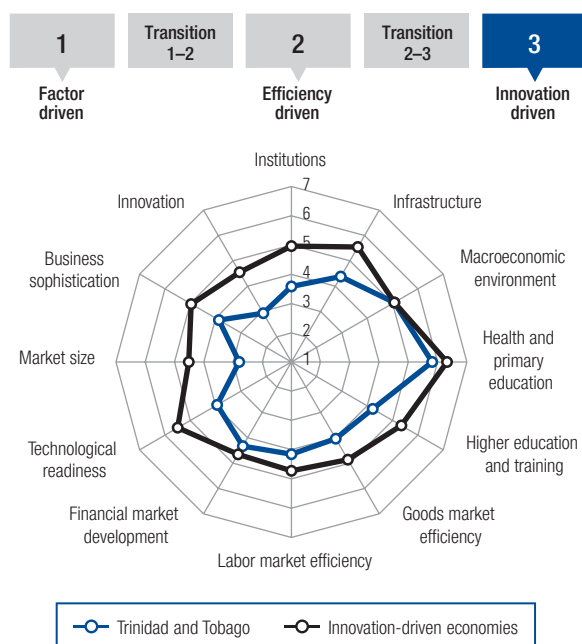 1
Transition
1–2
2
Transition
2–3
3
Factor
driven
Efficiency
driven
Innovation
driven
Institutions
Innovation
7
Infrastructure
6
Business
sophistication
5
Macroeconomic
environment
4
3
2
Market size
1
Health and
primary
education
Technological
readiness
Higher education
and training
Financial market
development
Goods market
efficiency
Labor market efficiency
Trinidad and Tobago
Innovation-driven economies